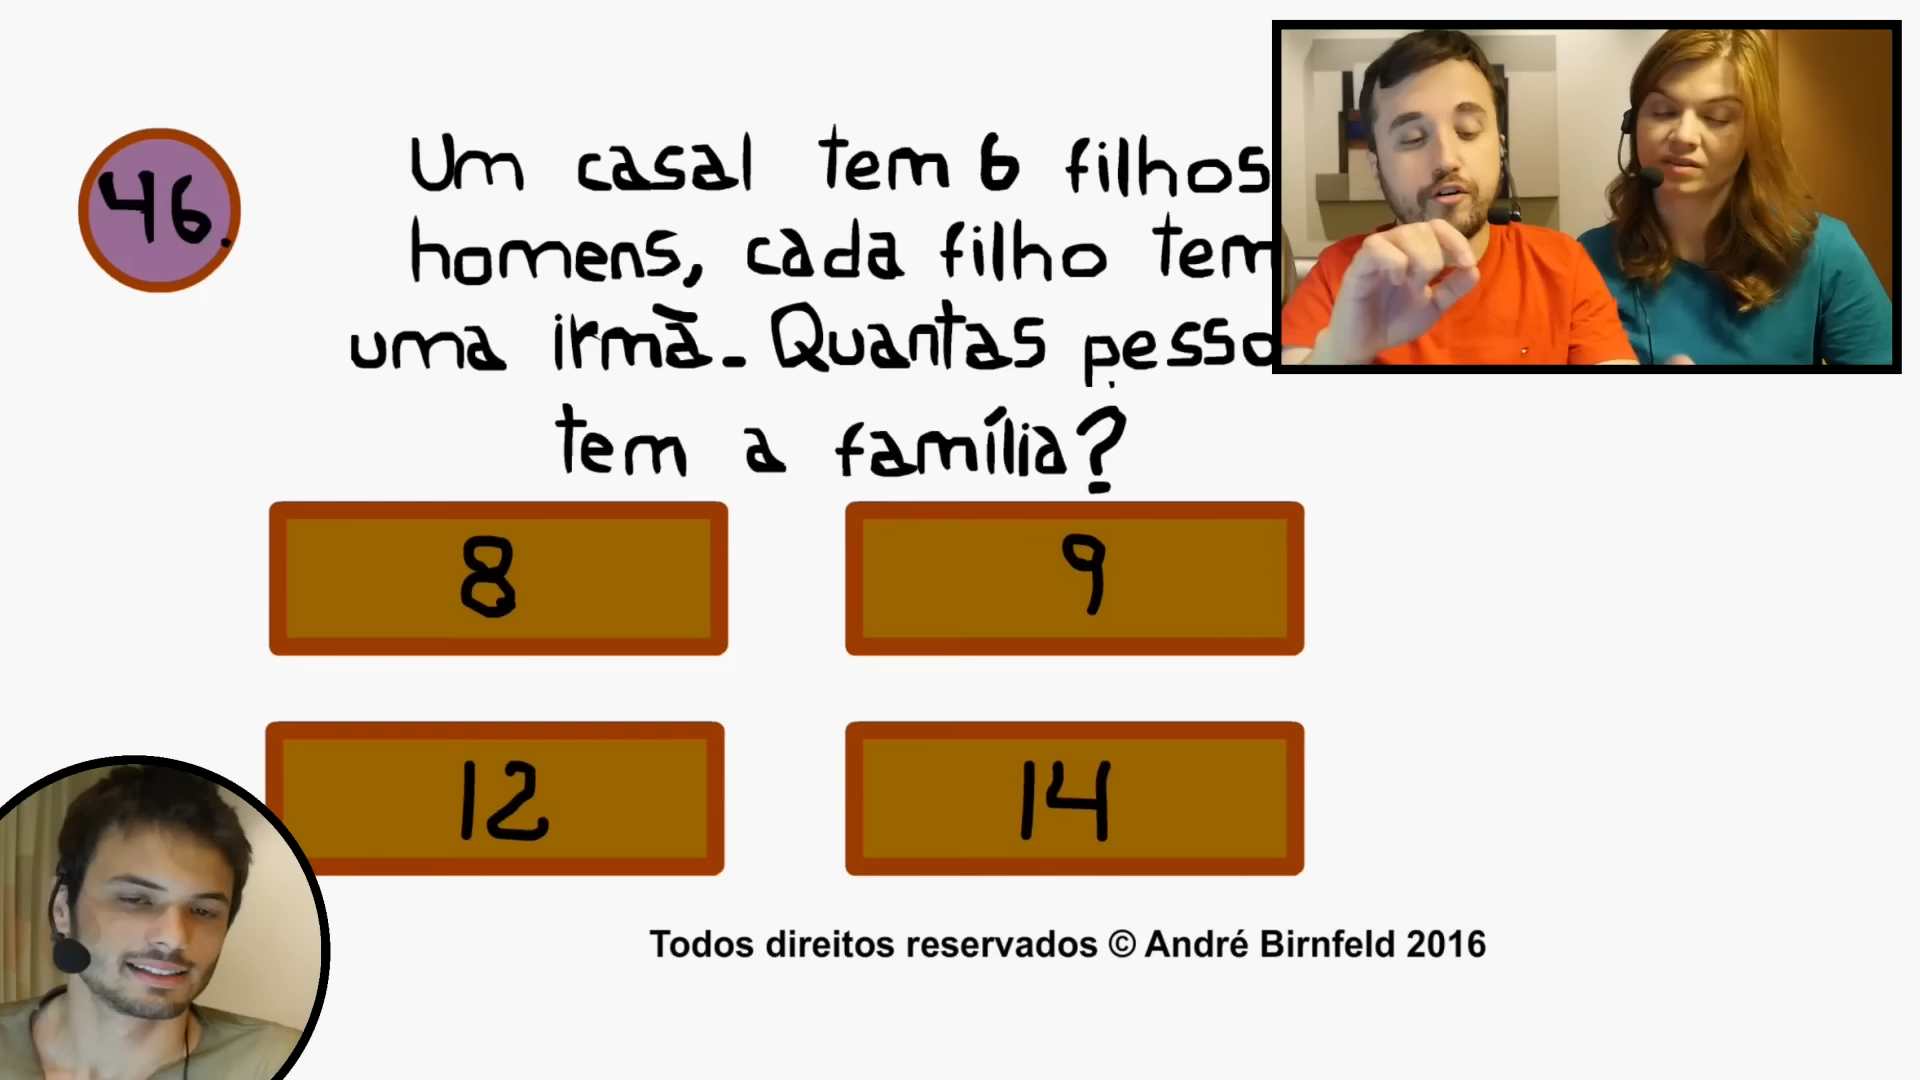 46.
Um casal tem 6 filhos
homens, cada filho tem
uma irmã. Quantas
tem a família?
8
9
12
14
Todos direitos reservados © André Birnfeld 2016